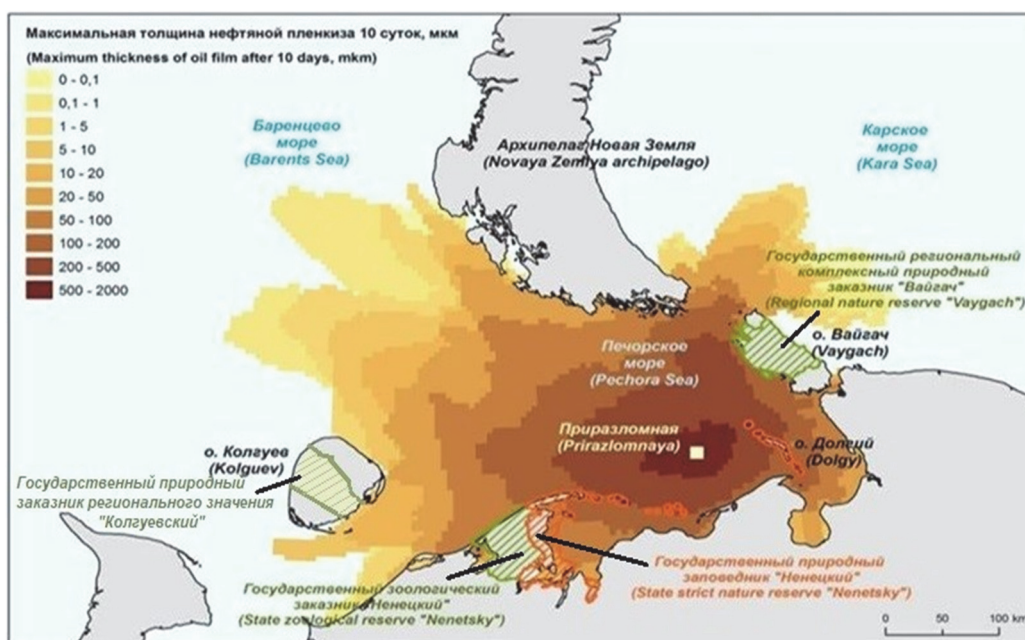 Максимальная толщина нефтяной пленкиза 10 суток, мкм
(Maximum thickness of oil film after 10 days, mkm)
0 - 0,1
0,1 - 1
1 - 5
5 - 10
10 - 20
20 - 50
50 - 100
100 - 200
200 - 500
500 - 2000
Баренцево
море
(Barents Sea)
Архипелаг Новая Земля
(Novaya Zemlya archipelago)
Карское
море
(Kara Sea)
Государственный региональный
комплексный природный
заказник "Вайгач"
(Regional nature reserve "Vaygach")
о. Вайгач
(Vaygach)
Печорское
море
(Pechora Sea)
Приразломная
(Prirazlomnaya)
о. Долгий
(Dolgy)
о. Колгуев
(Kolguev)
Государственный природный
заказник регионального значения
"Колгуевский"
Государственный природный
заповедник "Ненецкий"
(State strict nature reserve "Nenetsky")
Государственный зоологический
заказник "Ненецкий"
(State zoological reserve "Nenetsky")
0 50 100 km